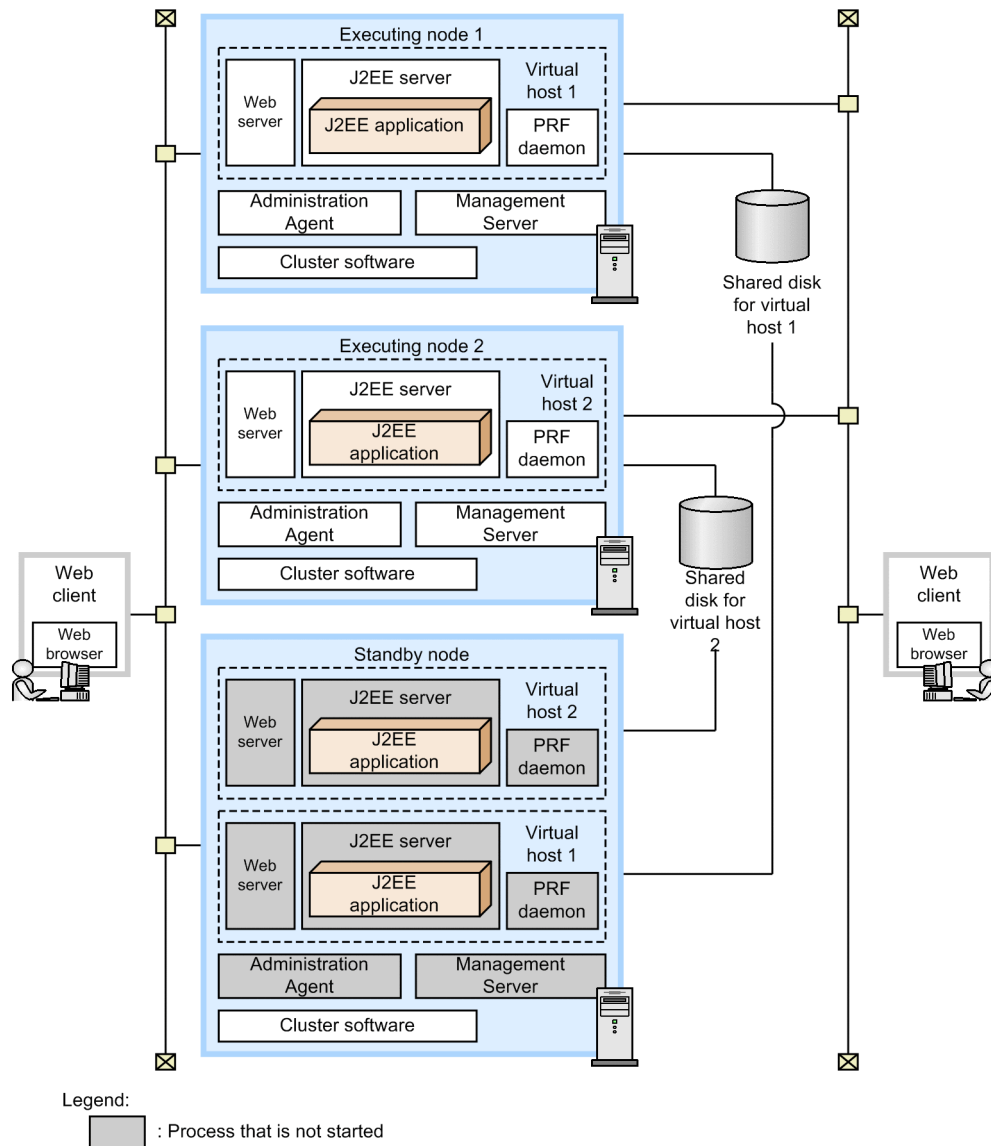 Executing node 1
Web
server
J2EE server
J2EE application
Virtual
host 1
PRF
daemon
Administration
Agent
Management
Server
Cluster software
Shared disk
for virtual
host 1
Executing node 2
Web
server
J2EE server
J2EE
application
Virtual
host 2
PRF
daemon
Administration
Agent
Management
Server
Cluster software
Shared
disk for
virtual host
2
Web
client
Web
browser
Web
client
Web
browser
Standby node
Web
server
J2EE server
J2EE
application
Virtual
host 2
PRF
daemon
Web
server
J2EE server
J2EE
application
Virtual
host 1
PRF
daemon
Administration
Agent
Management
Server
Cluster software
Legend:
: Process that is not started